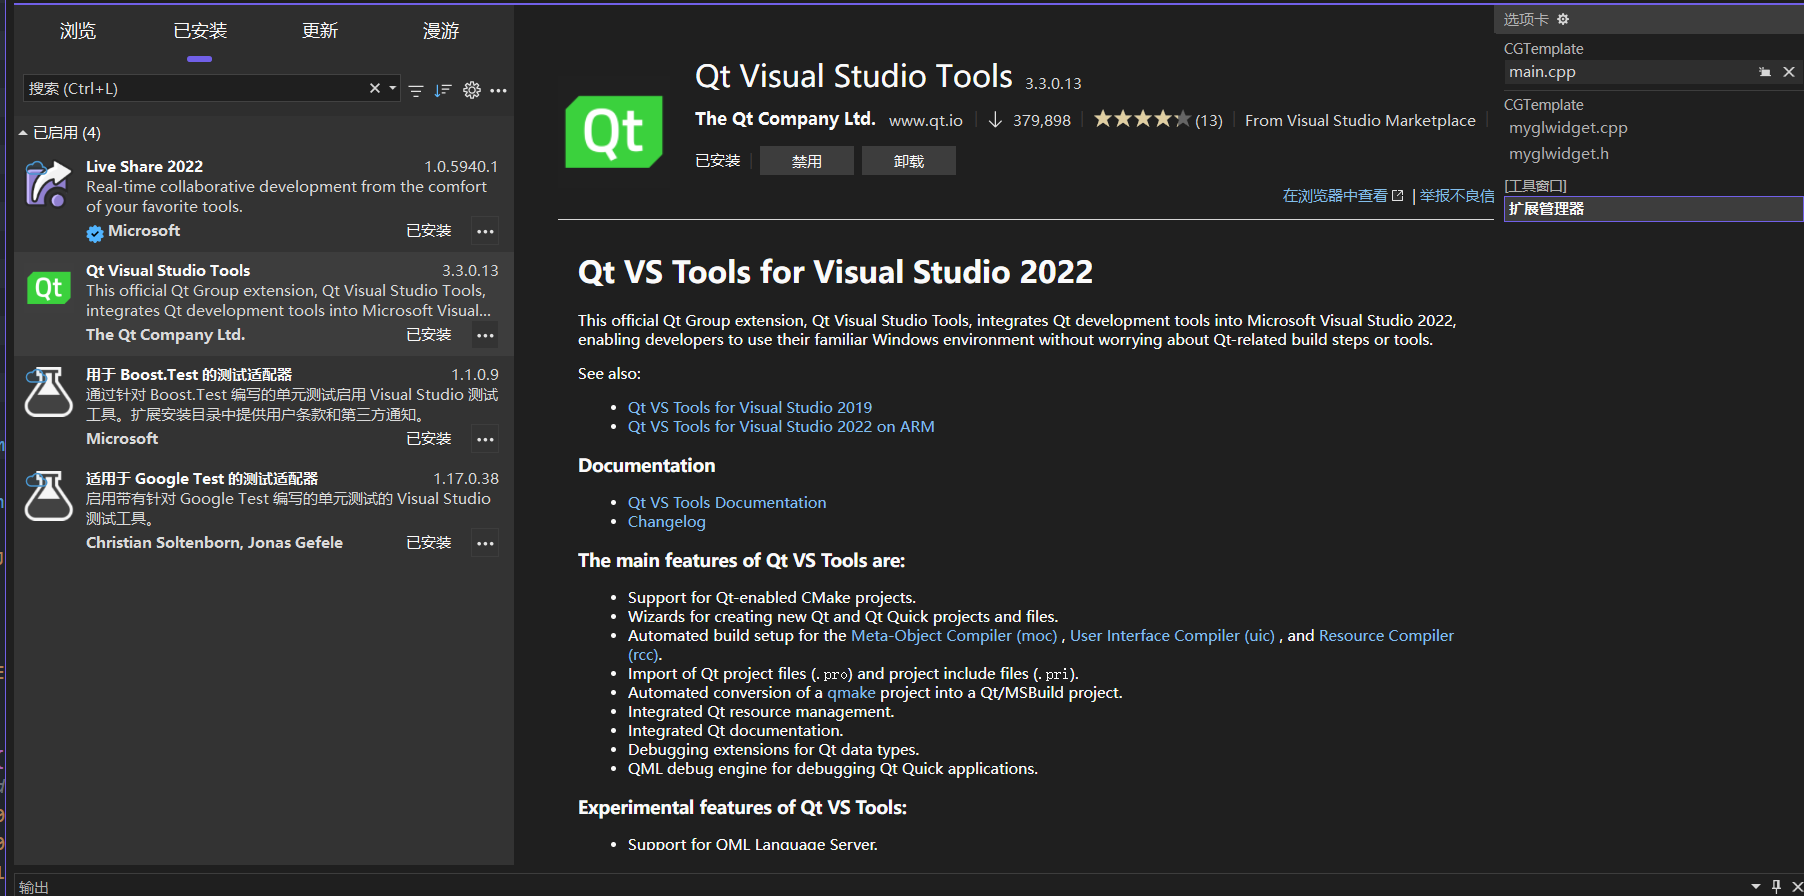 浏览 已安装 更新 漫游
搜索 (Ctrl+L)
已启用 (4)
Live Share 2022 1.0.5940.1
Real-time collaborative development from the comfort
of your favorite tools.
Microsoft 已安装
Qt
Qt Visual Studio Tools 3.3.0.13
This official Qt Group extension, Qt Visual Studio Tools,
integrates Qt development tools into Microsoft Visual...
The Qt Company Ltd. 已安装
用于 Boost.Test 的测试适配器 1.1.0.9
通过针对 Boost.Test 编写的单元测试启用 Visual Studio 测试
工具。扩展安装目录中提供用户条款和第三方通知。
Microsoft 已安装
适用于 Google Test 的测试适配器 1.17.0.38
启用带有针对 Google Test 编写的单元测试的 Visual Studio
测试工具。
Christian Soltenborn, Jonas Gefele 已安装
Qt
Qt Visual Studio Tools 3.3.0.13
The Qt Company Ltd. www.qt.io 379,898 (13) From Visual Studio Marketplace
已安装 禁用 卸载
在浏览器中查看 | 举报不良信
Qt VS Tools for Visual Studio 2022
This official Qt Group extension, Qt Visual Studio Tools, integrates Qt development tools into Microsoft Visual Studio 2022,
enabling developers to use their familiar Windows environment without worrying about Qt-related build steps or tools.
See also:
• Qt VS Tools for Visual Studio 2019
• Qt VS Tools for Visual Studio 2022 on ARM
Documentation
• Qt VS Tools Documentation
• Changelog
The main features of Qt VS Tools are:
• Support for Qt-enabled CMake projects.
• Wizards for creating new Qt and Qt Quick projects and files.
• Automated build setup for the Meta-Object Compiler (moc) , User Interface Compiler (uic) , and Resource Compiler
(rcc).
• Import of Qt project files (.pro) and project include files (.pri).
• Automated conversion of a qmake project into a Qt/MSBuild project.
• Integrated Qt resource management.
• Integrated Qt documentation.
• Debugging extensions for Qt data types.
• QML debug engine for debugging Qt Quick applications.
Experimental features of Qt VS Tools:
• Support for QML Language Server.
选项卡
CGTemplate
main.cpp
CGTemplate
myglwidget.cpp
myglwidget.h
[工具窗口]
扩展管理器
输出